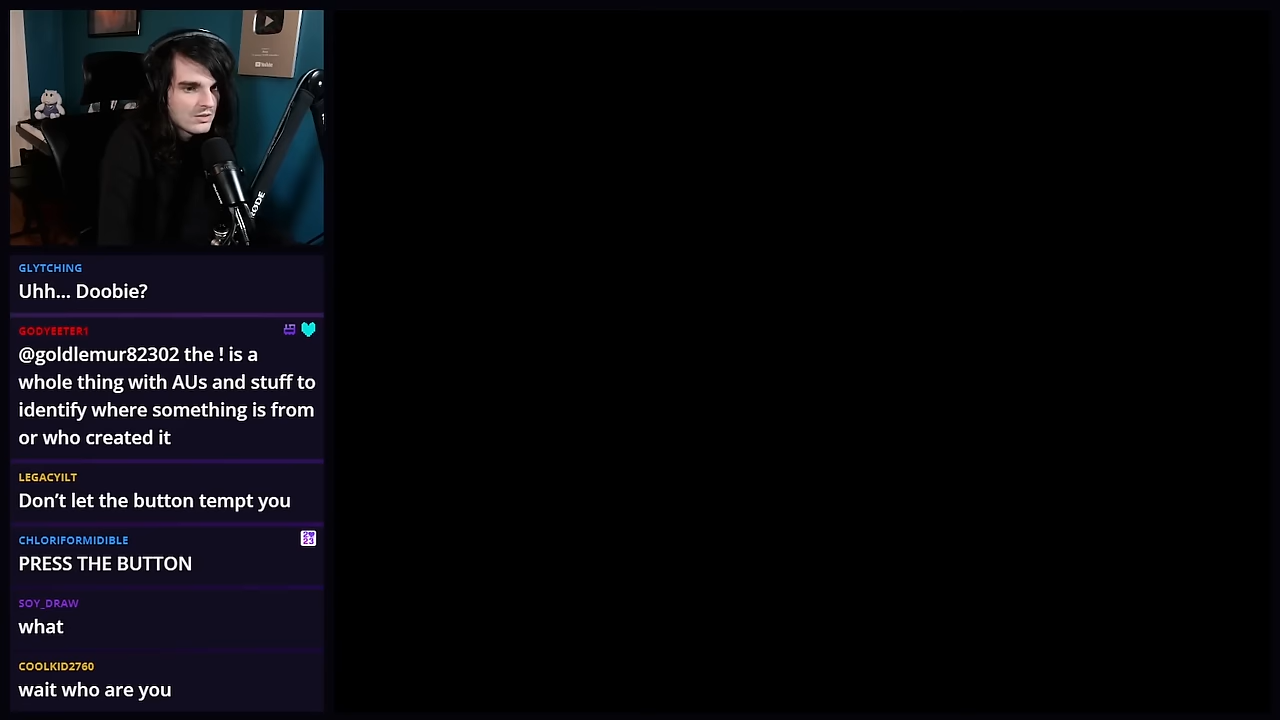 YouTube
RØDE
GLYTCHING
Uhh... Doobie?
GODYEETER1
@goldlemur82302 the ! is a
whole thing with AUs and stuff to
identify where something is from
or who created it
LEGACYILT
Don’t let the button tempt you
CHLORIFORMIDIBLE
PRESS THE BUTTON
SOY_DRAW
what
COOLKID2760
wait who are you